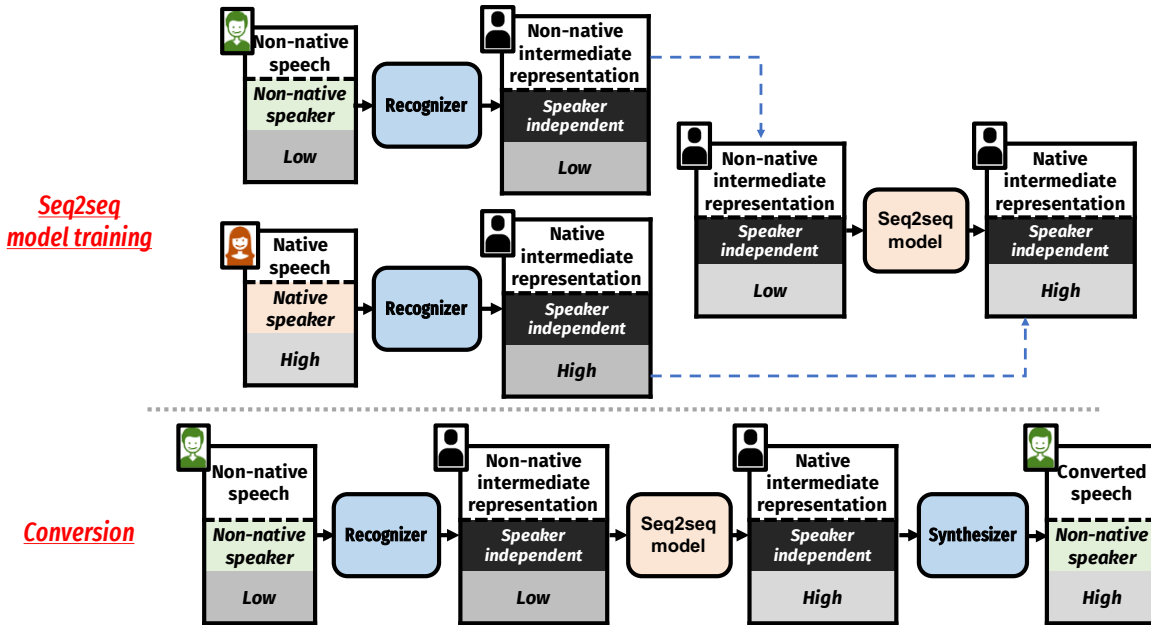 Non-native
speech
Non-native
speaker
Low
Recognizer
Non-native
intermediate
representation
Speaker
independent
Low
Seq2seq
model training
Native
speech
Native
speaker
High
Recognizer
Native
intermediate
representation
Speaker
independent
High
Non-native
intermediate
representation
Speaker
independent
Low
Seq2seq
model
Native
intermediate
representation
Speaker
independent
High
Conversion
Non-native
speech
Non-native
speaker
Low
Recognizer
Non-native
intermediate
representation
Speaker
independent
Low
Seq2seq
model
Native
intermediate
representation
Speaker
independent
High
Synthesizer
Converted
speech
Non-native
speaker
High